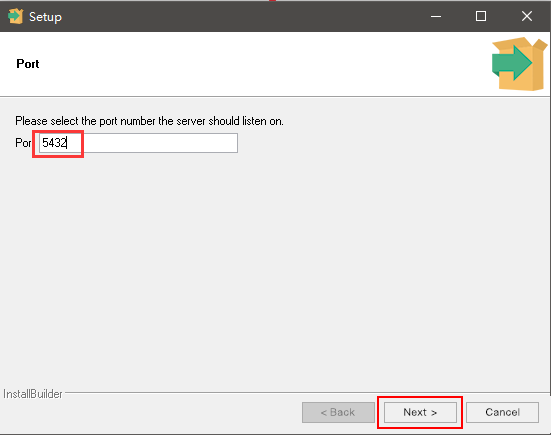 Setup
Port
Please select the port number the server should listen on.
Por 5432
InstallBuilder
< Back
Next >
Cancel